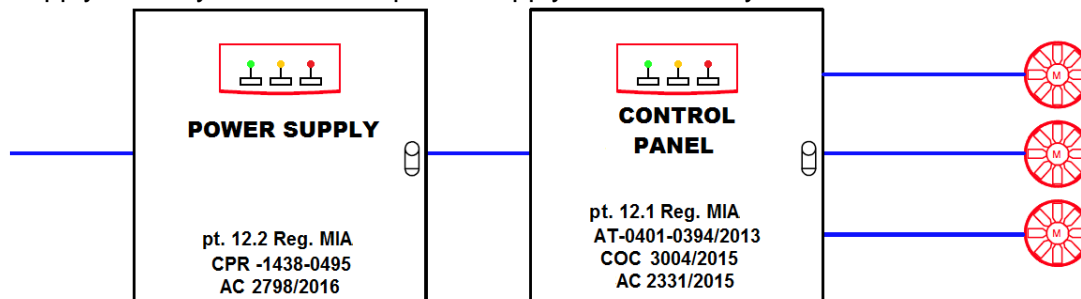 POWER SUPPLY
pt. 12.2 Reg. MIA
CPR -1438-0495
AC 2798/2016
CONTROL
PANEL
pt. 12.1 Reg. MIA
AT-0401-0394/2013
COC 3004/2015
AC 2331/2015
M
M
M